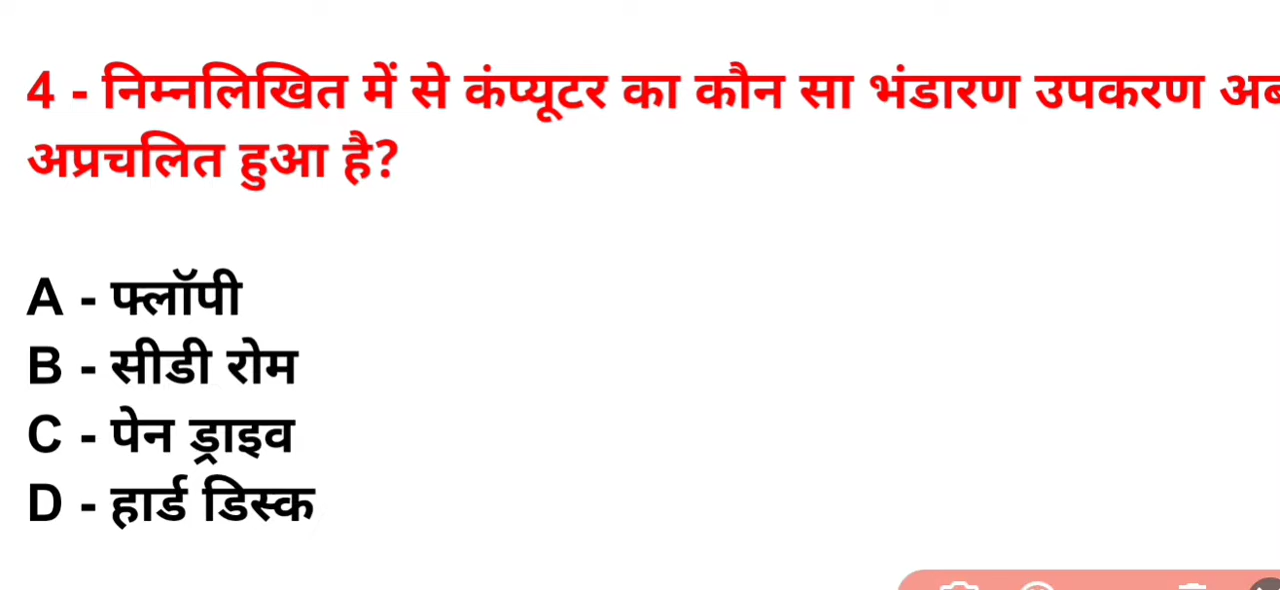 4 - निम्नलिखित में से कंप्यूटर का कौन सा भंडारण उपकरण
अप्रचलित हुआ है?
A - फ्लॉपी
B - सीडी रोम
C - पेन ड्राइव
D - हार्ड डिस्क